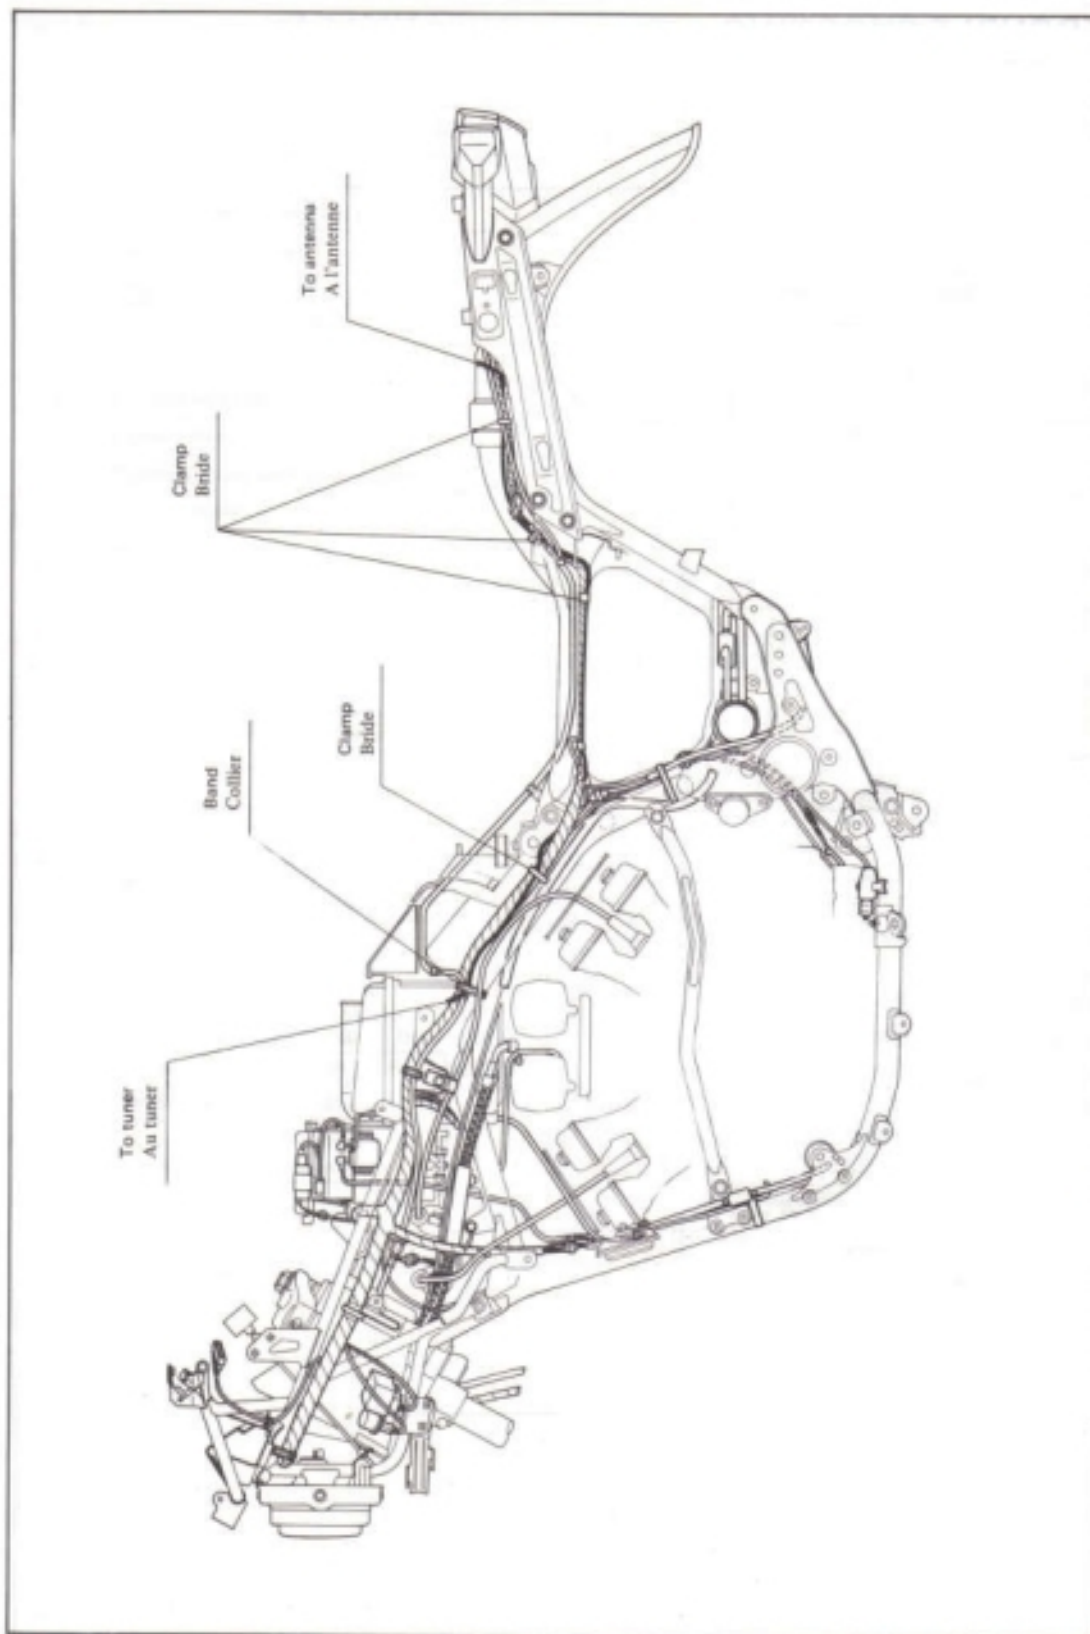 To tuner
Au tuner
Band
Collier
Clamp
Bride
Clamp
Bride
To antenna
A l'antenne